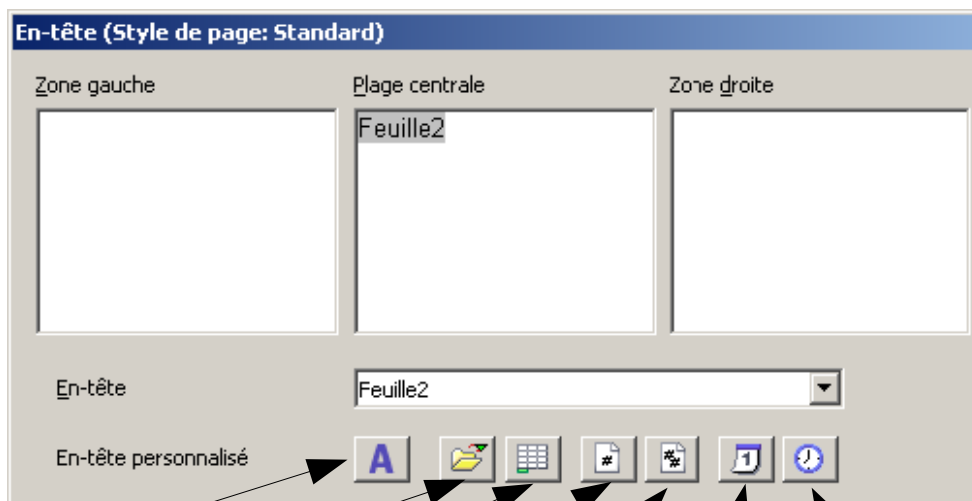 En-tête (Style de page: Standard)
Zone gauche
Plage centrale
Zone droite
Feuille2
En-tête
Feuille2
En-tête personnalisé
A
#
#
1